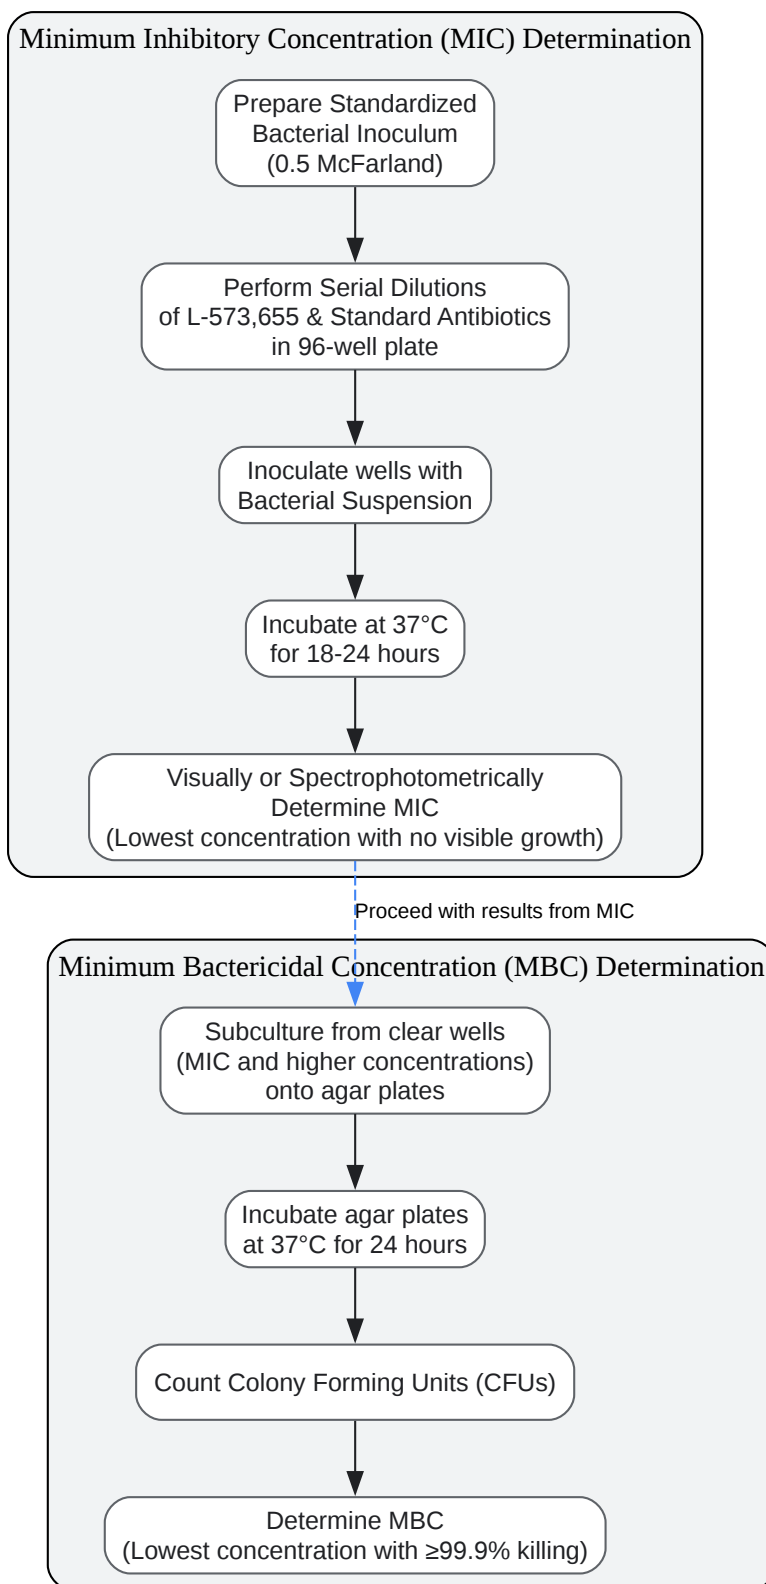 Minimum Inhibitory Concentration (MIC) Determination
Prepare Standardized
Bacterial Inoculum
(0.5 McFarland)
Perform Serial Dilutions
of L-573,655 & Standard Antibiotics
in 96-well plate
Inoculate wells with
Bacterial Suspension
Incubate at 37°C
for 18-24 hours
Visually or Spectrophotometrically
Determine MIC
(Lowest concentration with no visible growth)
Proceed with results from MIC
Minimum Bactericidal Concentration (MBC) Determination
Subculture from clear wells
(MIC and higher concentrations)
onto agar plates
Incubate agar plates
at 37°C for 24 hours
Count Colony Forming Units (CFUs)
Determine MBC
(Lowest concentration with ≥99.9% killing)